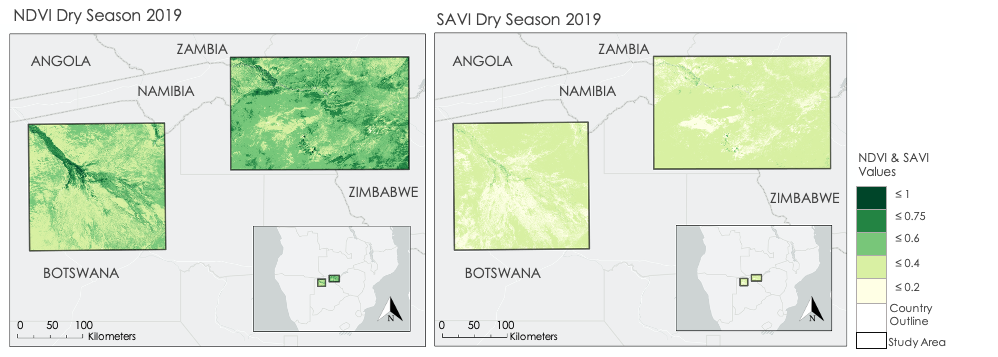 NDVI Dry Season 2019
ZAMBIA
ANGOLA
NAMIBIA
ZIMBABWE
BOTSWANA
0 50 100
Kilometers
N
SAVI Dry Season 2019
ZAMBIA
ANGOLA
NAMIBIA
ZIMBABWE
BOTSWANA
0 50 100
Kilometers
N
NDVI & SAVI
Values
≤ 1
≤ 0.75
≤ 0.6
≤ 0.4
≤ 0.2
Country
Outline
Study Area